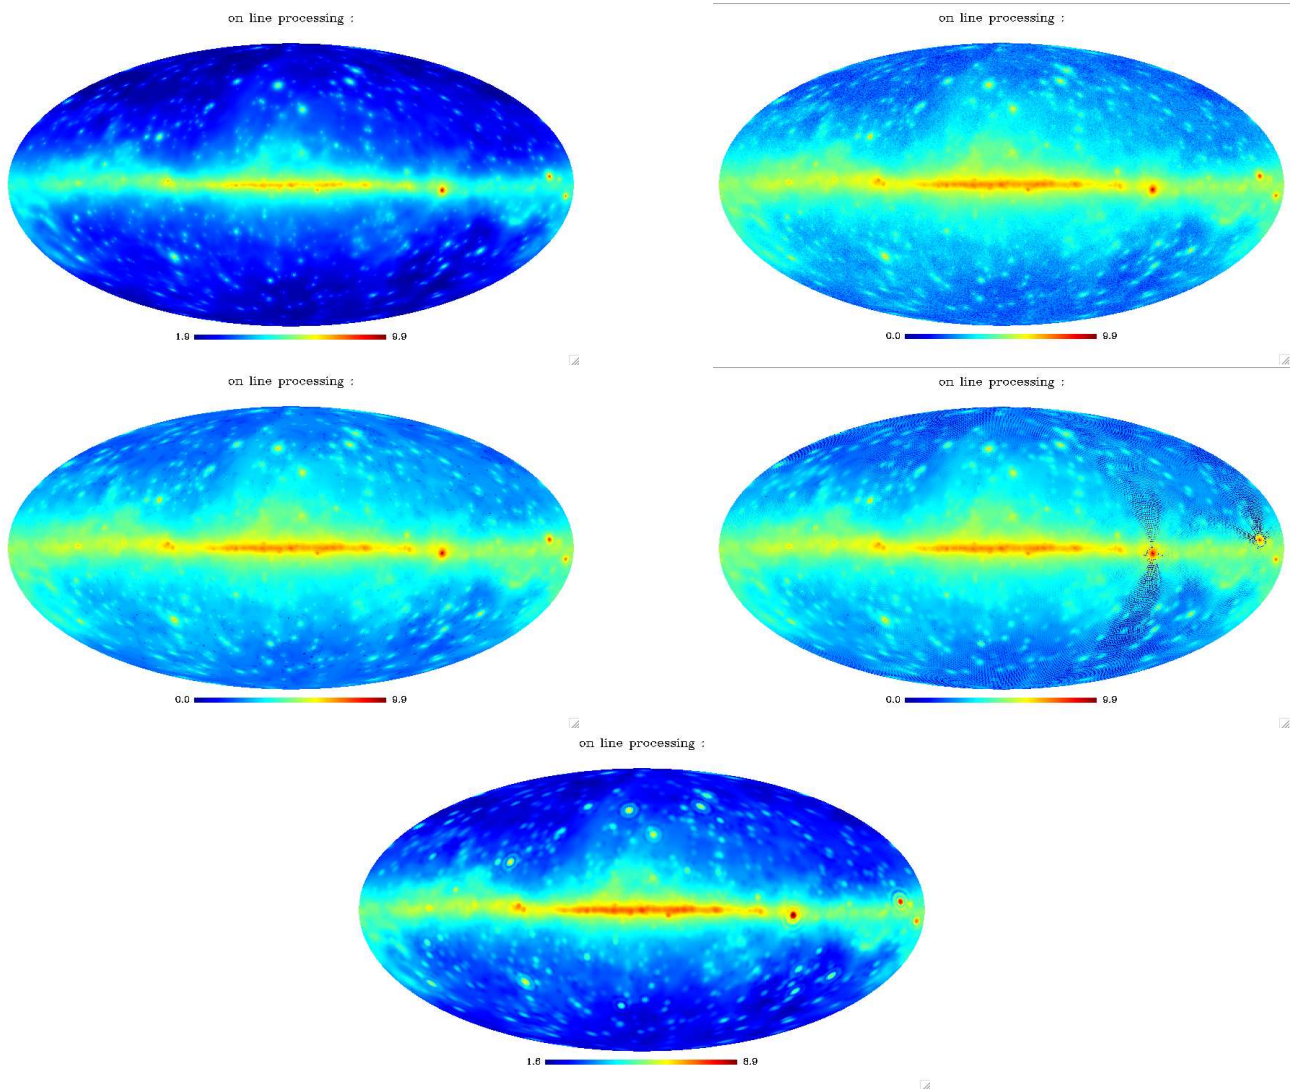 on line processing :
on line processing :
1.9 9.9
0.0 9.9
on line processing :
on line processing :
0.0 9.9
0.0 9.9
on line processing :
1.6 8.9